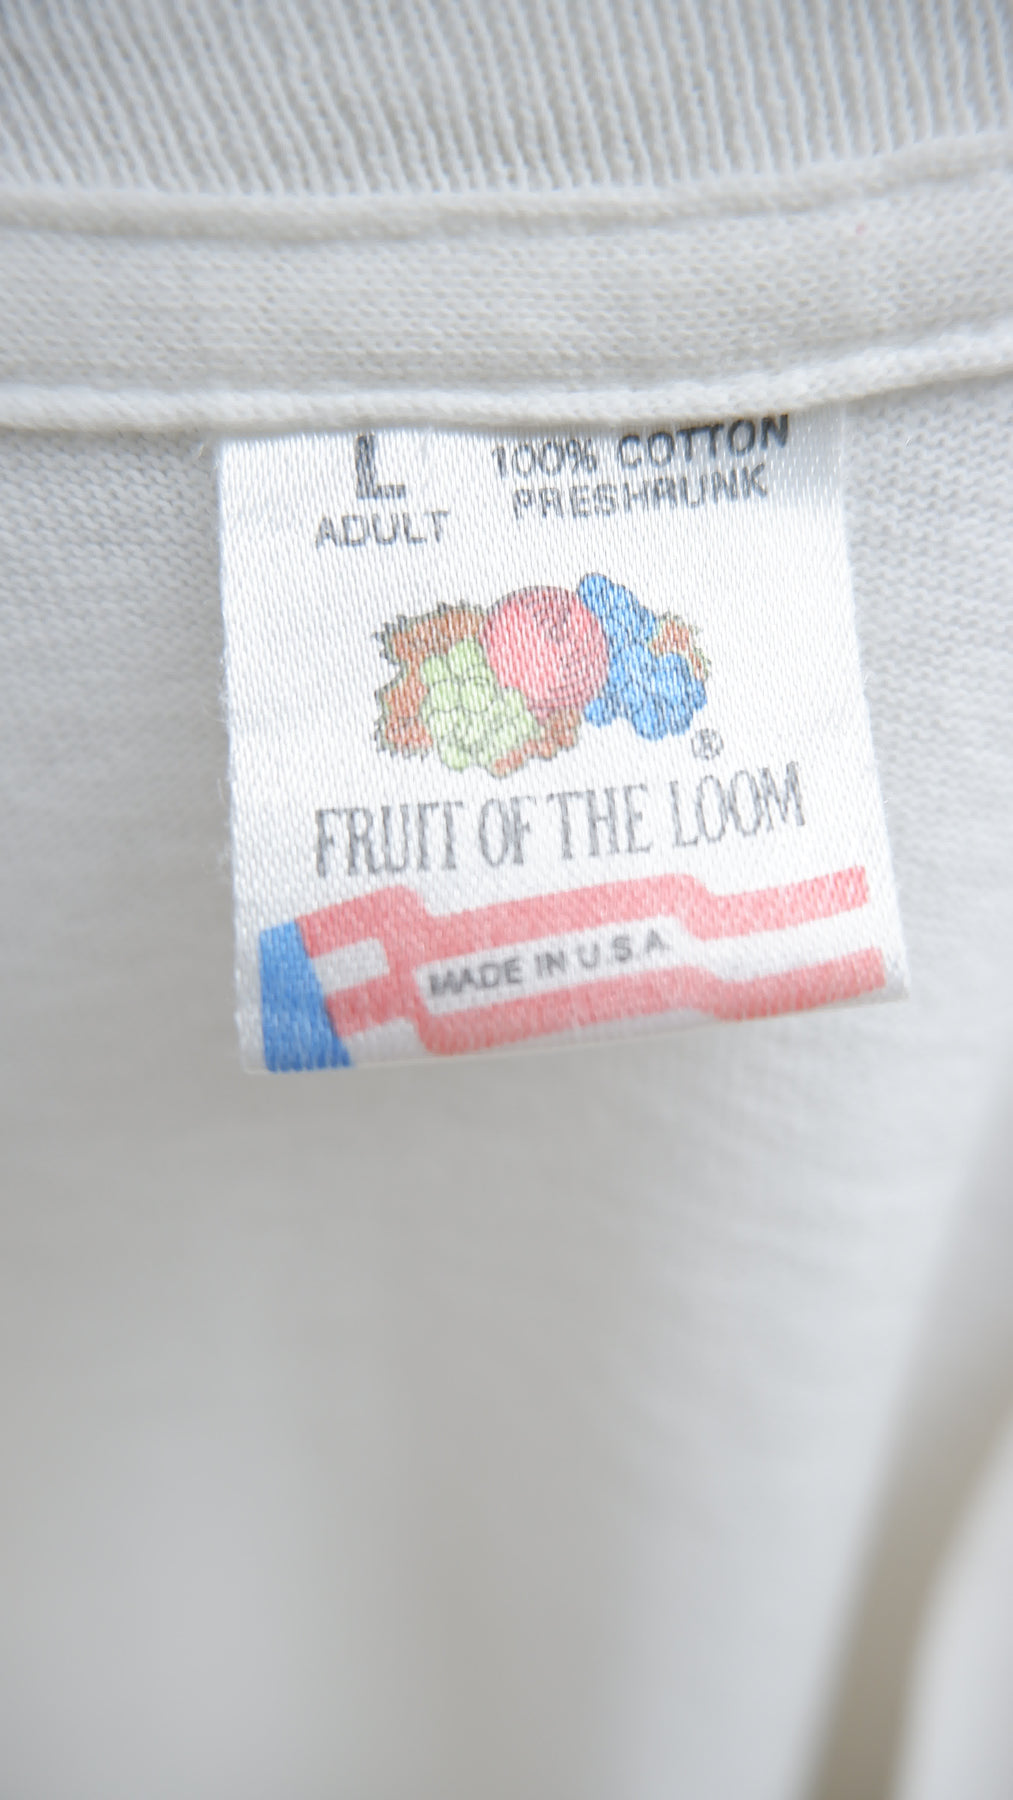 L
ADULT
100% COTTON
PRESHRUNK
®
FRUIT OF THE LOOM
MADE IN U.S.A.